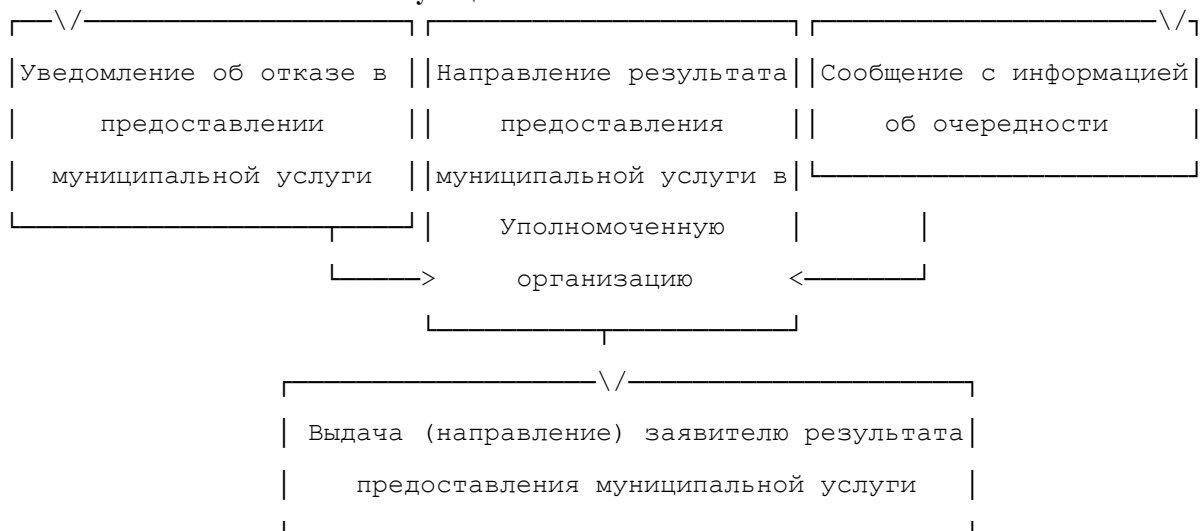 Уведомление об отказе в
предоставлении
муниципальной услуги
Направление результата
предоставления
муниципальной услуги в
Уполномоченную
организацию
Сообщение с информацией
об очередности
Выдача (направление) заявителю результата
предоставления муниципальной услуги